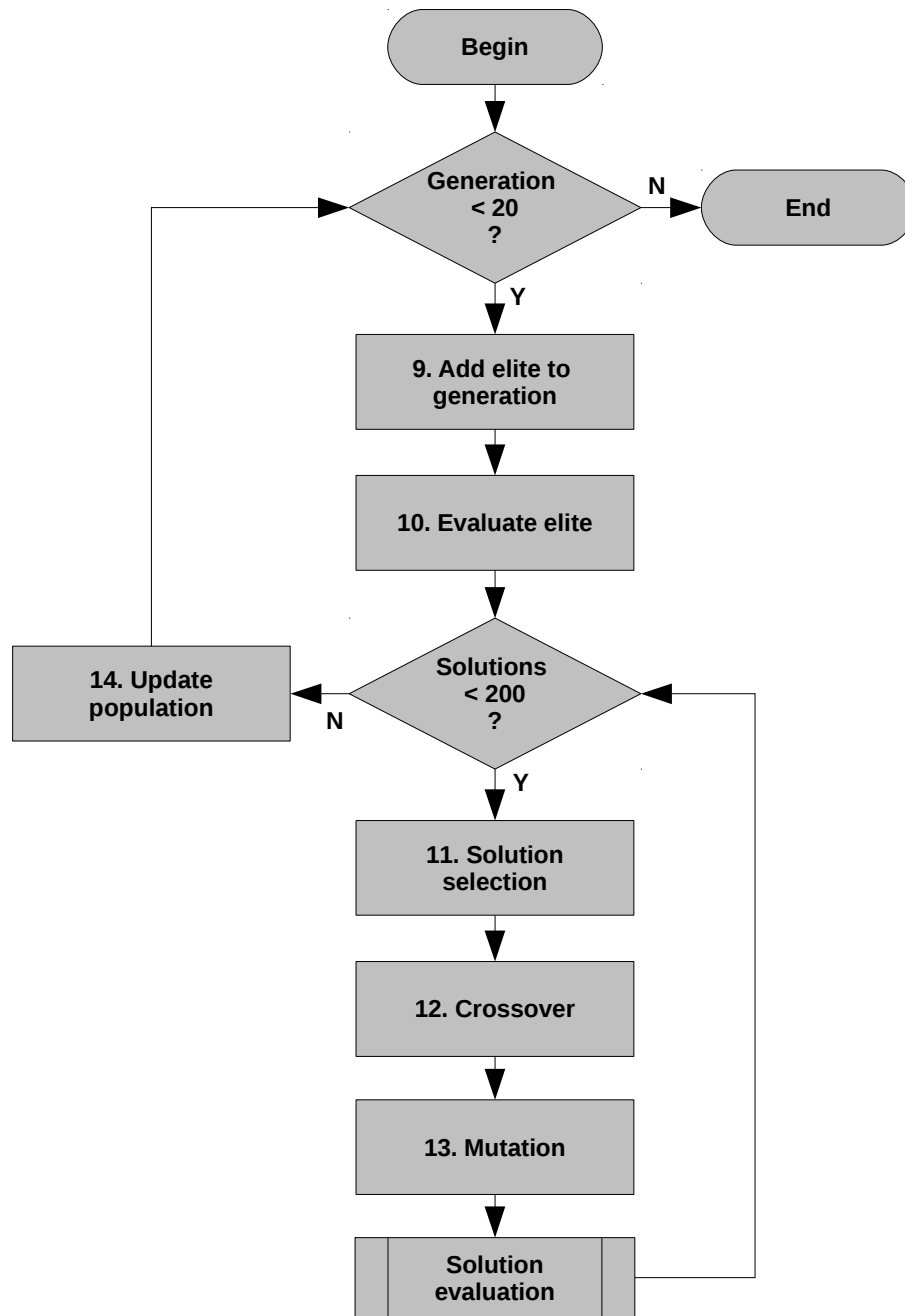 Begin
Generation
< 20
?
N
End
Y
9. Add elite to
generation
10. Evaluate elite
Solutions
< 200
?
14. Update
population
N
Y
11. Solution
selection
12. Crossover
13. Mutation
Solution
evaluation